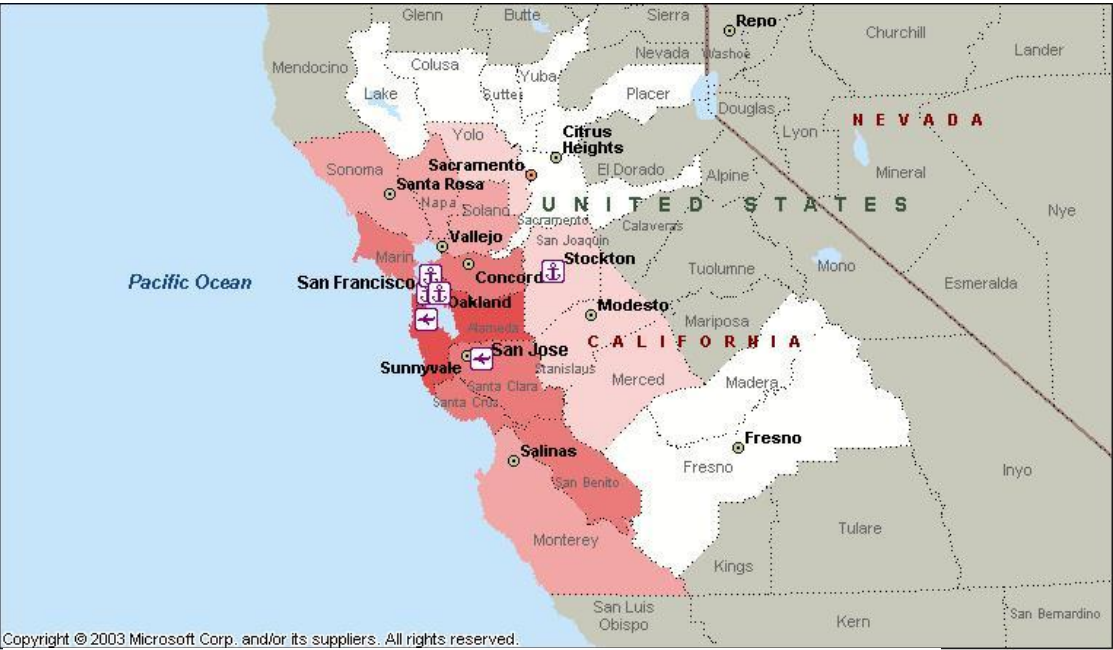 Glenn
Butte
Sierra
Reno
Churchill
Lander
Mendocino
Colusa
Nevada
Washoe
Lake
Yuba
Sutter
Placer
Douglas
NEVADA
Lyon
Yolo
Citrus
Heights
Sonoma
Sacramento
El Dorado
Alpine
Mineral
Santa Rosa
Napa
Solano
UNITED STATES
Nye
Sacramento
Calaveras
Vallejo
San Joaquin
Marin
Stockton
Concord
Tuolumne
Mono
Pacific Ocean
San Francisco
Esmeralda
Oakland
Modesto
Alameda
Mariposa
CALIFORNIA
San Jose
Sunnyvale
Stanislaus
Merced
Madera
Santa Clara
Santa Cruz
Fresno
Salinas
Fresno
Inyo
San Benito
Tulare
Monterey
Kings
San Luis
Obispo
Kern
San Bernardino
Copyright © 2003 Microsoft Corp. and/or its suppliers. All rights reserved.